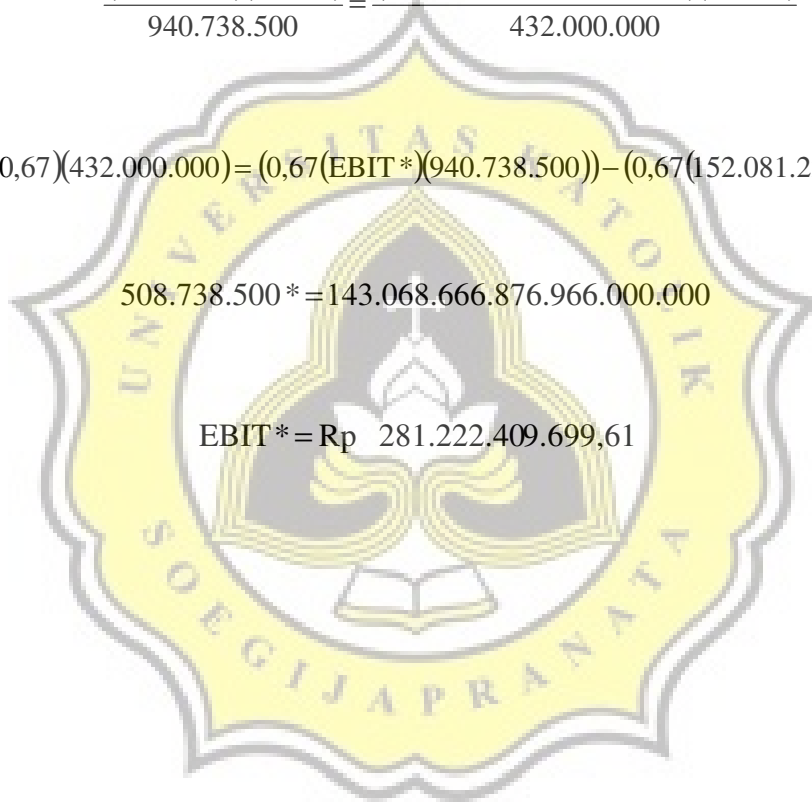 = 
940.738.500 432.000.000
0,67)(432.000.000) = (0,67(EBIT*)(940.738.500)) − (0,67(152.081.2
508.738.500* = 143.068.666.876.966.000.000
EBIT* = Rp 281.222.409.699,61
UNIVERSITAS KATOLIK
SOEGIJAPRANATA